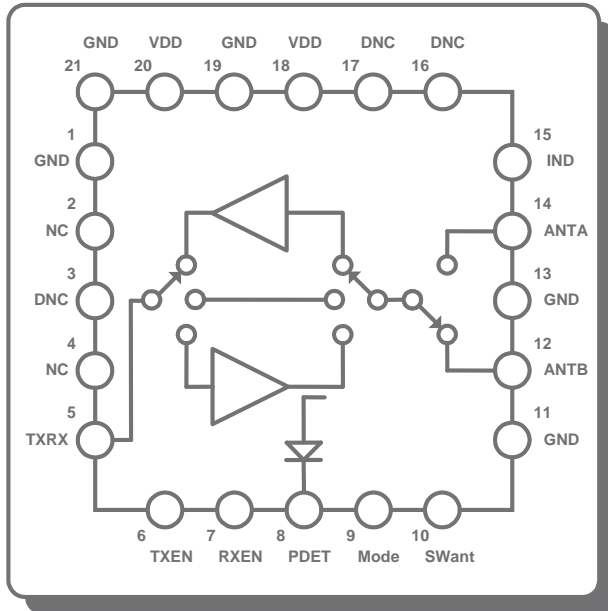 GND VDD GND VDD DNC DNC
21 20 19 18 17 16
1
GND
2
NC
3
DNC
4
NC
5
TXRX
15
IND
14
ANTA
13
GND
12
ANTB
11
GND
6 7 8 9 10
TXEN RXEN PDET Mode SWant